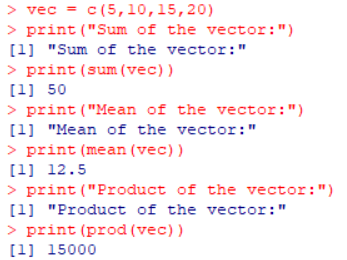 > vec = c(5,10,15,20)
> print("Sum of the vector:")
[1] "Sum of the vector:"
> print(sum(vec))
[1] 50
> print("Mean of the vector:")
[1] "Mean of the vector:"
> print(mean(vec))
[1] 12.5
> print("Product of the vector:")
[1] "Product of the vector:"
> print(prod(vec))
[1] 15000